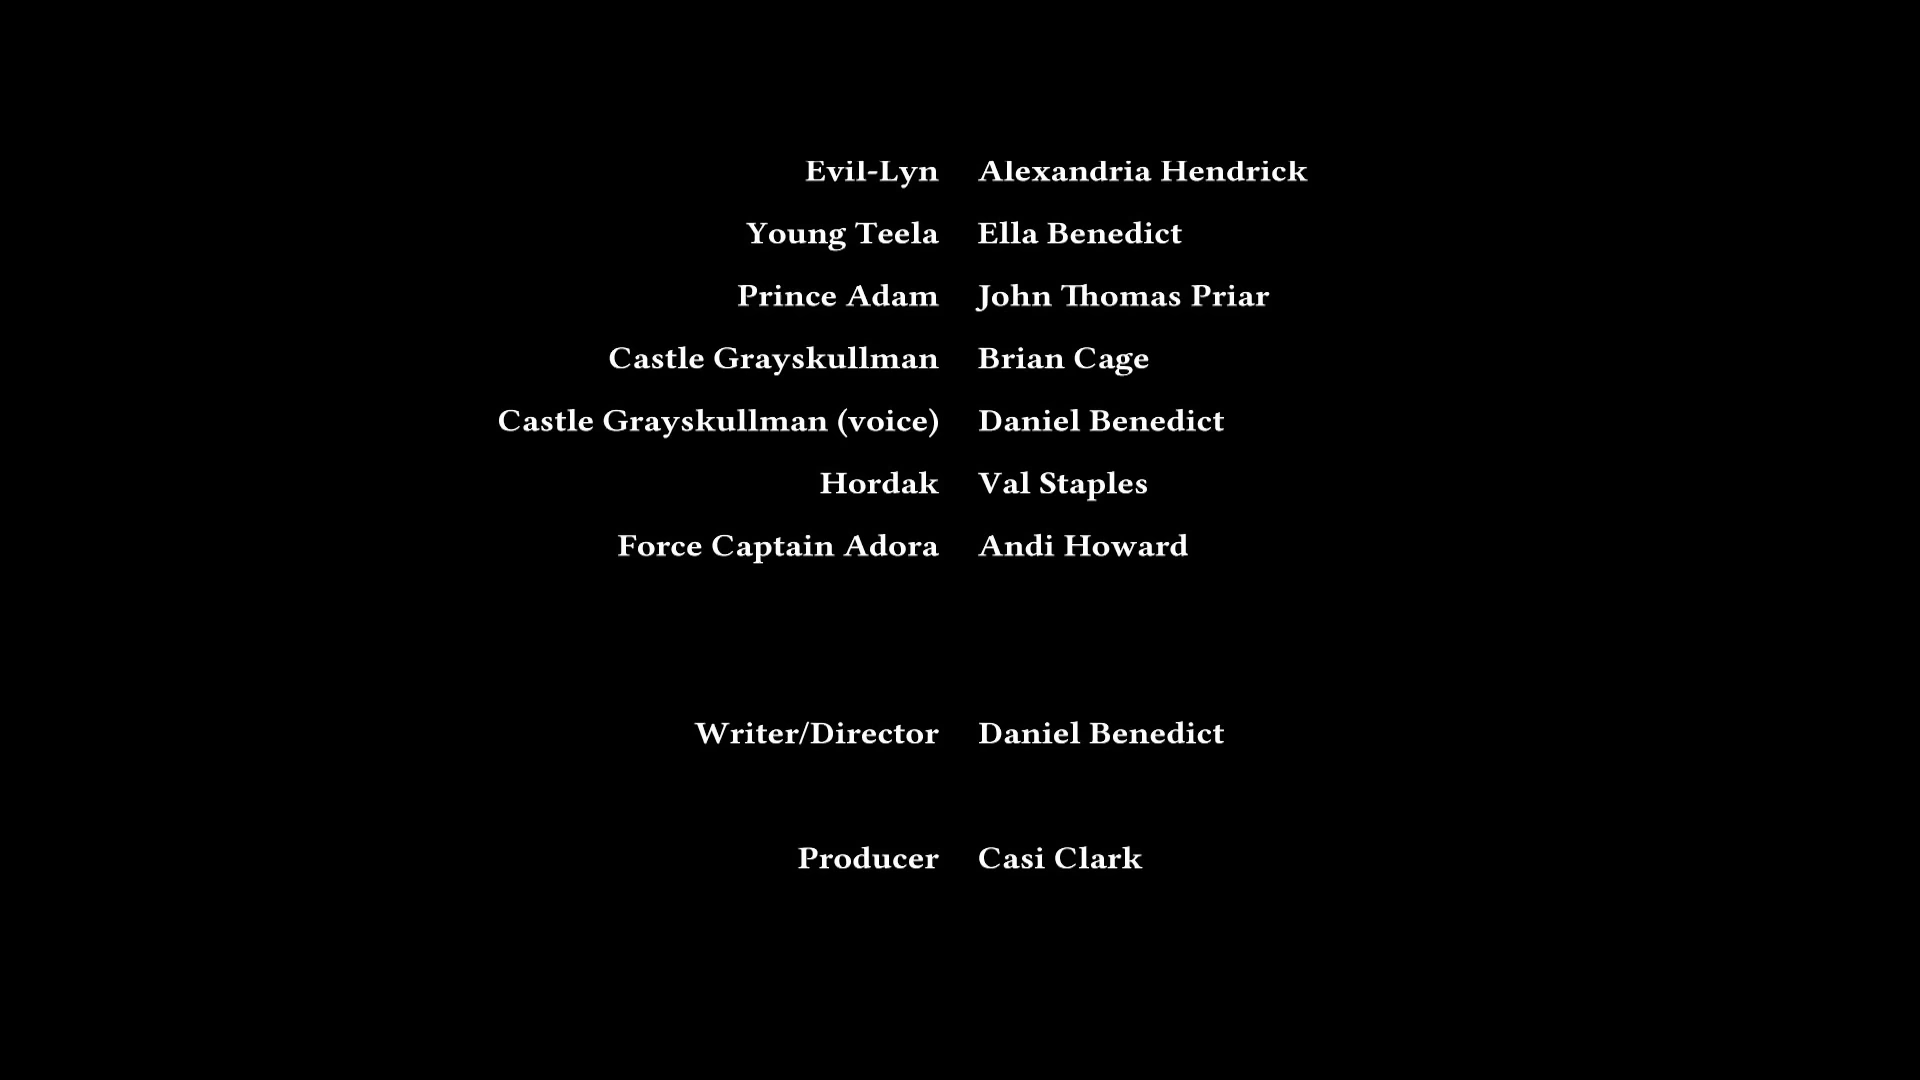 Evil-Lyn Alexandria Hendrick
Young Teela Ella Benedict
Prince Adam John Thomas Priar
Castle Grayskullman Brian Cage
Castle Grayskullman (voice) Daniel Benedict
Hordak Val Staples
Force Captain Adora Andi Howard
Writer/Director Daniel Benedict
Producer Casi Clark